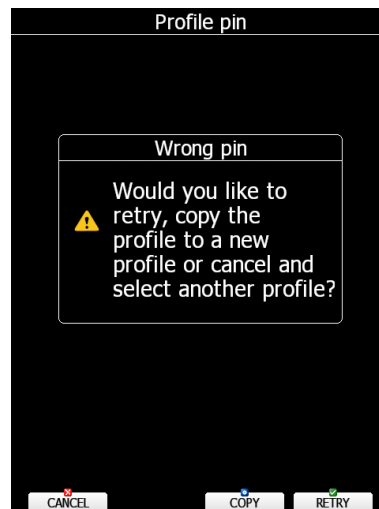 Profile pin
Wrong pin
Would you like to
retry, copy the
profile to a new
profile or cancel and
select another profile?
CANCEL
COPY
RETRY